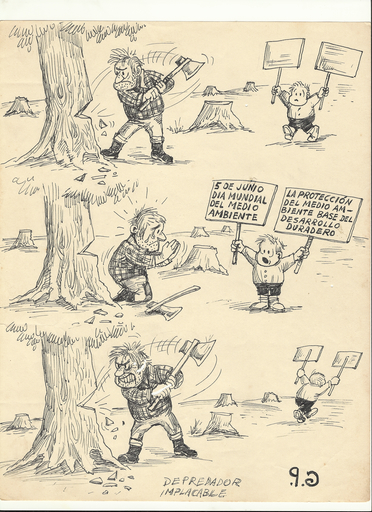 5 DE JUNIO
DIA MUNDIAL
DEL MEDIO
AMBIENTE
LA PROTECCIÓN
DEL MEDIO AM-
BIENTE BASE DEL
DESARROLLO
DURADERO
DEPREDADOR
IMPLACABLE
G.P.